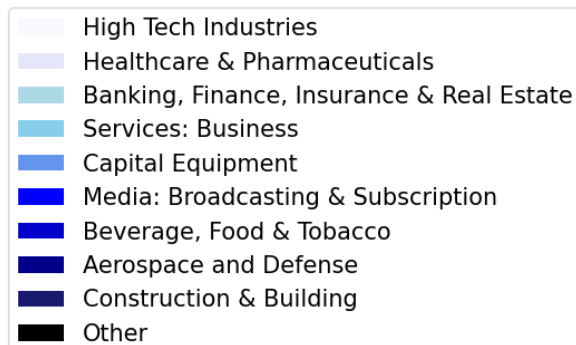 High Tech Industries
Healthcare & Pharmaceuticals
Banking, Finance, Insurance & Real Estate
Services: Business
Capital Equipment
Media: Broadcasting & Subscription
Beverage, Food & Tobacco
Aerospace and Defense
Construction & Building
Other